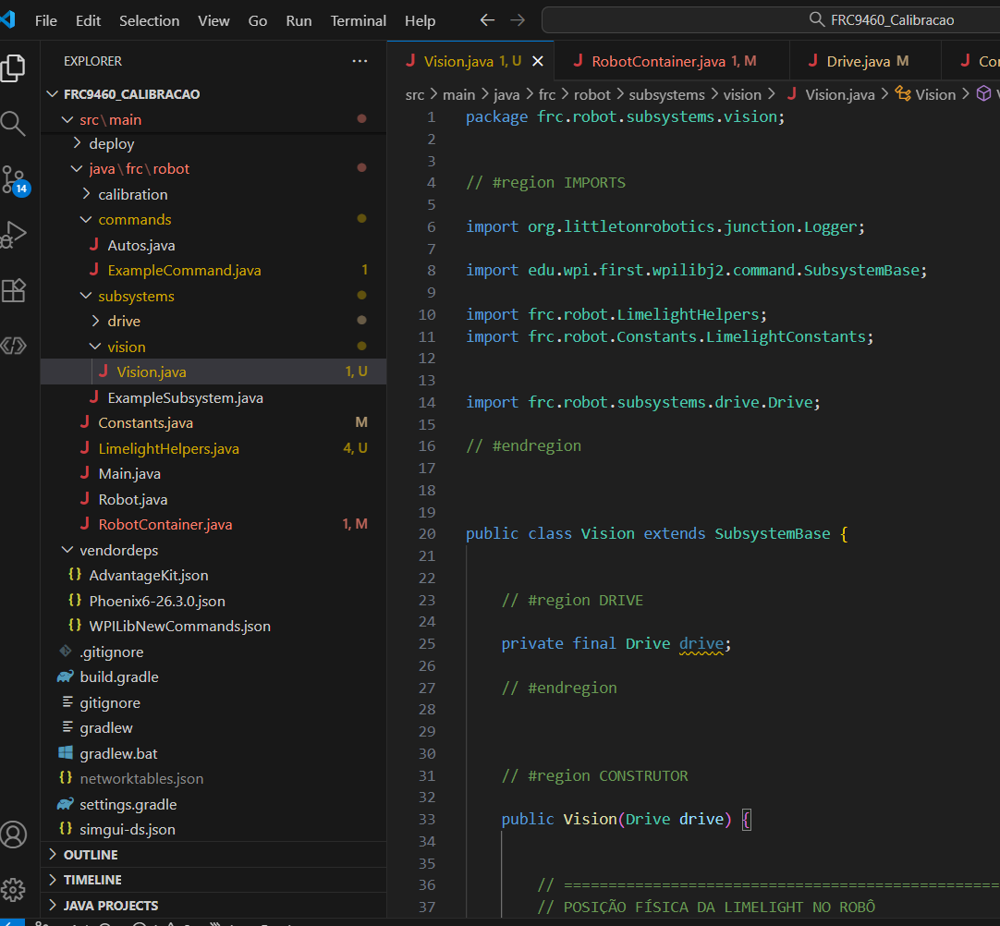 File Edit Selection View Go Run Terminal Help FRC9460_Calibracao
EXPLORER
FRC9460_CALIBRACAO
src\main
deploy
java\frc\robot
calibration
commands
J Autos.java
J ExampleCommand.java 1
subsystems
drive
vision
J Vision.java 1, U
J ExampleSubsystem.java
J Constants.java M
J LimelightHelpers.java 4, U
J Main.java
J Robot.java
J RobotContainer.java 1, M
vendordeps
{} AdvantageKit.json
{} Phoenix6-26.3.0.json
{} WPILibNewCommands.json
.gitignore
build.gradle
gitignore
gradlew
gradlew.bat
{} networktables.json
settings.gradle
{} simgui-ds.json
OUTLINE
TIMELINE
JAVA PROJECTS
14
J Vision.java 1, U J RobotContainer.java 1, M J Drive.java M J
src > main > java > frc > robot > subsystems > vision > J Vision.java > Vision >
1 package frc.robot.subsystems.vision;
2
3
4 // #region IMPORTS
5
6 import org.littletonrobotics.junction.Logger;
7
8 import edu.wpi.first.wpilibj2.command.SubsystemBase;
9
10 import frc.robot.LimelightHelpers;
11 import frc.robot.Constants.LimelightConstants;
12
13
14 import frc.robot.subsystems.drive.Drive;
15
16 // #endregion
17
18
19
20 public class Vision extends SubsystemBase {
21
22
23 // #region DRIVE
24
25 private final Drive drive;
26
27 // #endregion
28
29
30
31 // #region CONSTRUTOR
32
33 public Vision(Drive drive) {
34
35
36 // ==================================================
37 // POSIÇÃO FÍSICA DA LIMELIGHT NO ROBÔ